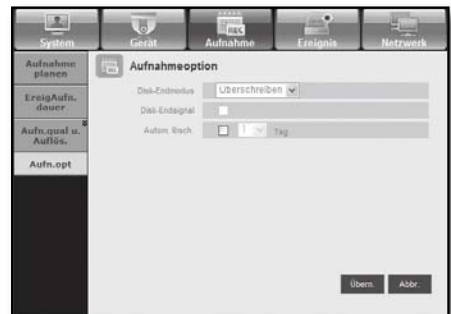 System
Gerät
Aufnahme
Ereignis
Netzwerk
REC
Aufnahme
planen
EreigAufn.
dauer
Aufn.qual u.
Auflös.
Aufn.opt
Aufnahmeoption
Disk-Endmodus
Überschreiben
Disk-Endsignal
Autom. lösch.
1
Tag
Übern.
Abbr.